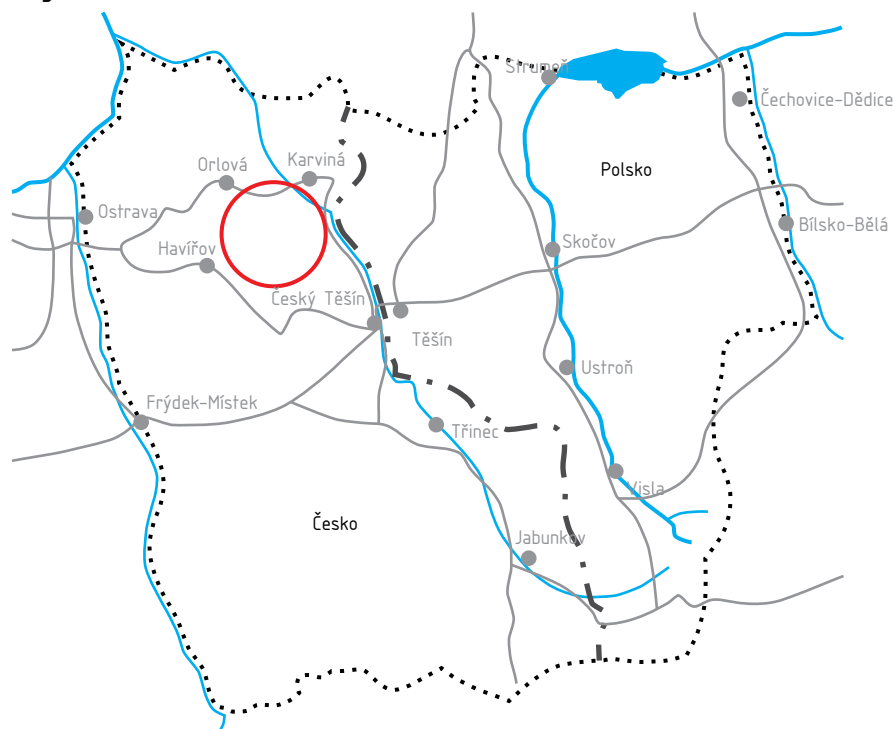 Strumeň
Čechovice-Dědice
Orlová
Karviná
Polsko
Ostrava
Bílsko-Bělá
Havířov
Skočov
Český Těšín
Těšín
Ustroň
Frýdek-Místek
Třinec
Visla
Česko
Jabunkov